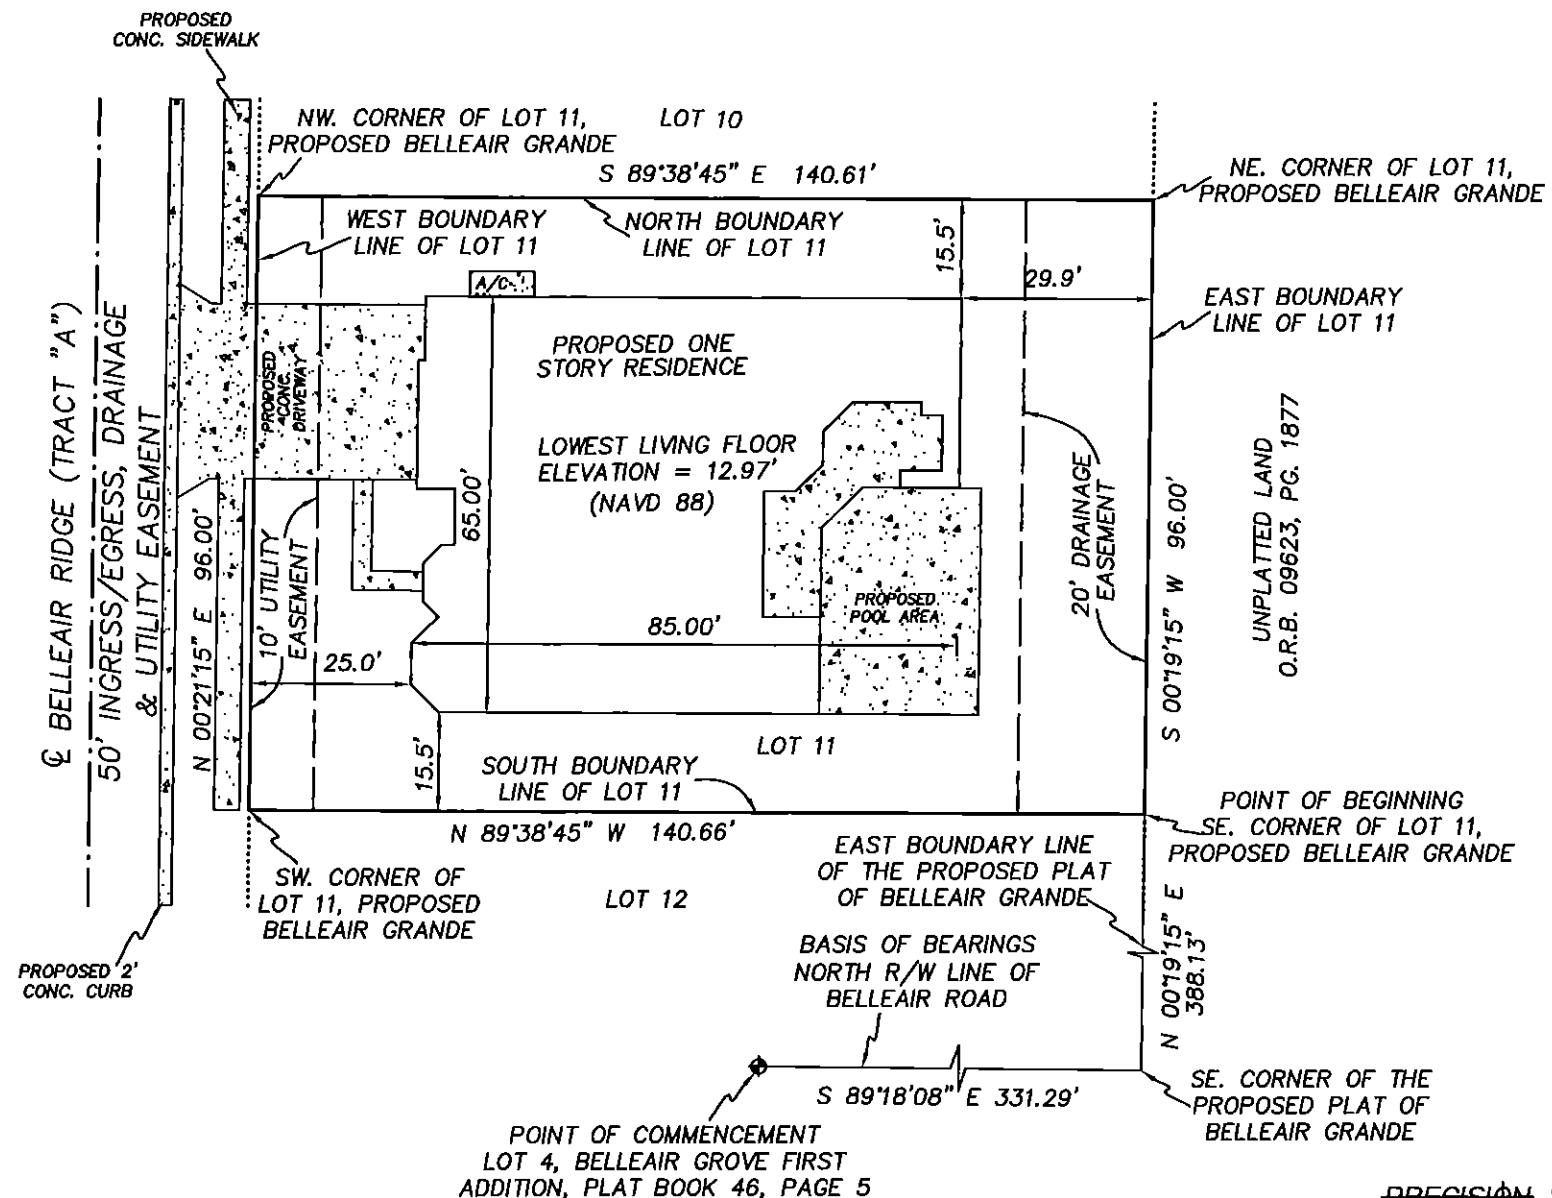 PROPOSED
CONC. SIDEWALK
NW. CORNER OF LOT 11,
PROPOSED BELLEAIR GRANDE
LOT 10
S 89°38'45" E 140.61'
NE. CORNER OF LOT 11,
PROPOSED BELLEAIR GRANDE
WEST BOUNDARY
LINE OF LOT 11
NORTH BOUNDARY
LINE OF LOT 11
15.5'
29.9'
A/C
EAST BOUNDARY
LINE OF LOT 11
PROPOSED ONE
STORY RESIDENCE
PROPOSED
CONC.
DRIVEWAY
LOWEST LIVING FLOOR
ELEVATION = 12.97'
(NAVD 88)
65.00'
℄ BELLEAIR RIDGE (TRACT "A")
50' INGRESS/EGRESS, DRAINAGE
& UTILITY EASEMENT
N 00°21'15" E 96.00'
10' UTILITY
EASEMENT
25.0'
85.00'
PROPOSED
POOL AREA
20' DRAINAGE
EASEMENT
S 00°19'15" W 96.00'
UNPLATTED LAND
O.R.B. 09623, PG. 1877
15.5'
LOT 11
SOUTH BOUNDARY
LINE OF LOT 11
N 89°38'45" W 140.66'
POINT OF BEGINNING
SE. CORNER OF LOT 11,
PROPOSED BELLEAIR GRANDE
EAST BOUNDARY LINE
OF THE PROPOSED PLAT
OF BELLEAIR GRANDE
SW. CORNER OF
LOT 11, PROPOSED
BELLEAIR GRANDE
LOT 12
PROPOSED 2'
CONC. CURB
BASIS OF BEARINGS
NORTH R/W LINE OF
BELLEAIR ROAD
N 00°19'15" E
388.13'
S 89°18'08" E 331.29'
SE. CORNER OF THE
PROPOSED PLAT OF
BELLEAIR GRANDE
POINT OF COMMENCEMENT
LOT 4, BELLEAIR GROVE FIRST
ADDITION, PLAT BOOK 46, PAGE 5
PRECISION